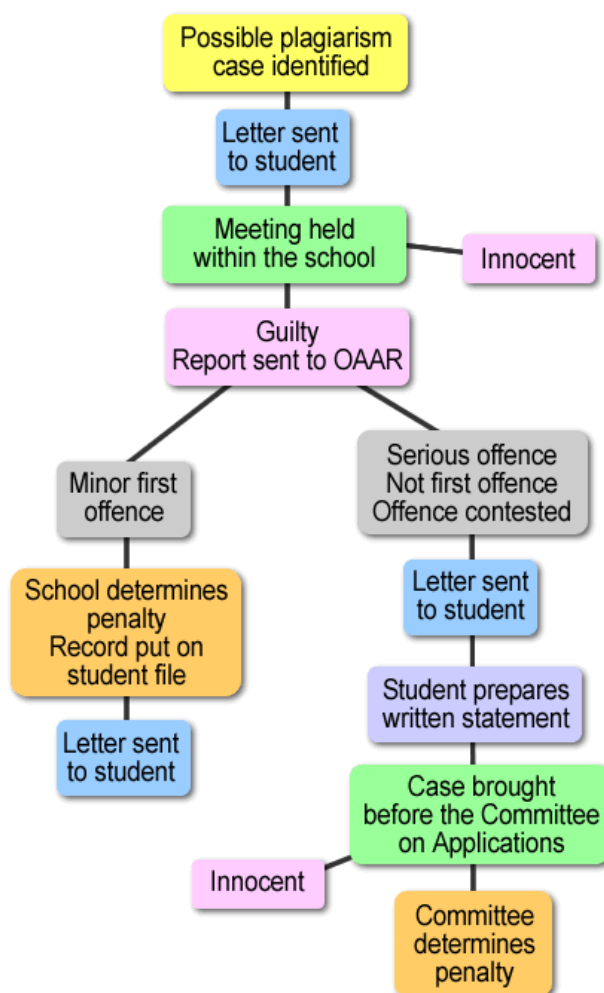 Possible plagiarism
case identified
Letter sent
to student
Meeting held
within the school
Innocent
Guilty
Report sent to OAAR
Minor first
offence
School determines
penalty
Record put on
student file
Letter sent
to student
Serious offence
Not first offence
Offence contested
Letter sent
to student
Student prepares
written statement
Case brought
before the Committee
on Applications
Innocent
Committee
determines
penalty